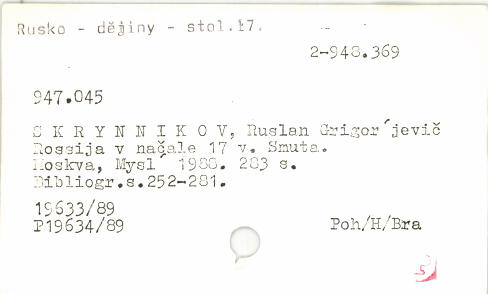 Rusko - dějiny - stol.17.
2-948.369
947.045
S K R Y N N I K O V, Ruslan Grigor´jevič
Rossija v načale 17 v. Smuta.
Moskva, Mysl´ 1988. 283 s.
Bibliogr.s.252-281.
19633/89
P19634/89
Poh/H/Bra